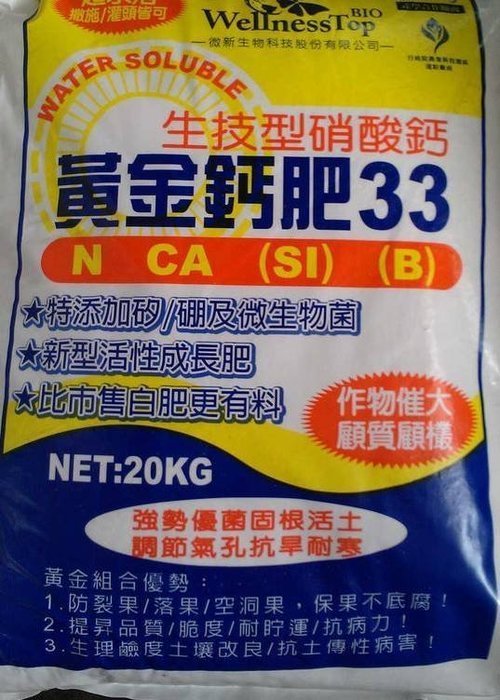 撒施/灌頭皆可
BIO
WellnessTop
—微新生物科技股份有限公司—
WATER SOLUBLE
生技型硝酸鈣
黃金鈣肥33
N CA (SI) (B)
★特添加矽/硼及微生物菌
★新型活性成長肥
★比市售白肥更有料
作物催大
顧質顧欉
NET:20KG
強勢優菌固根活土
調節氣孔抗旱耐寒
黃金組合優勢：
1.防裂果/落果/空洞果，保果不底腐！
2.提昇品質/脆度/耐貯運/抗病力！
3.生理鹼度土壤改良/抗土傳性病害！